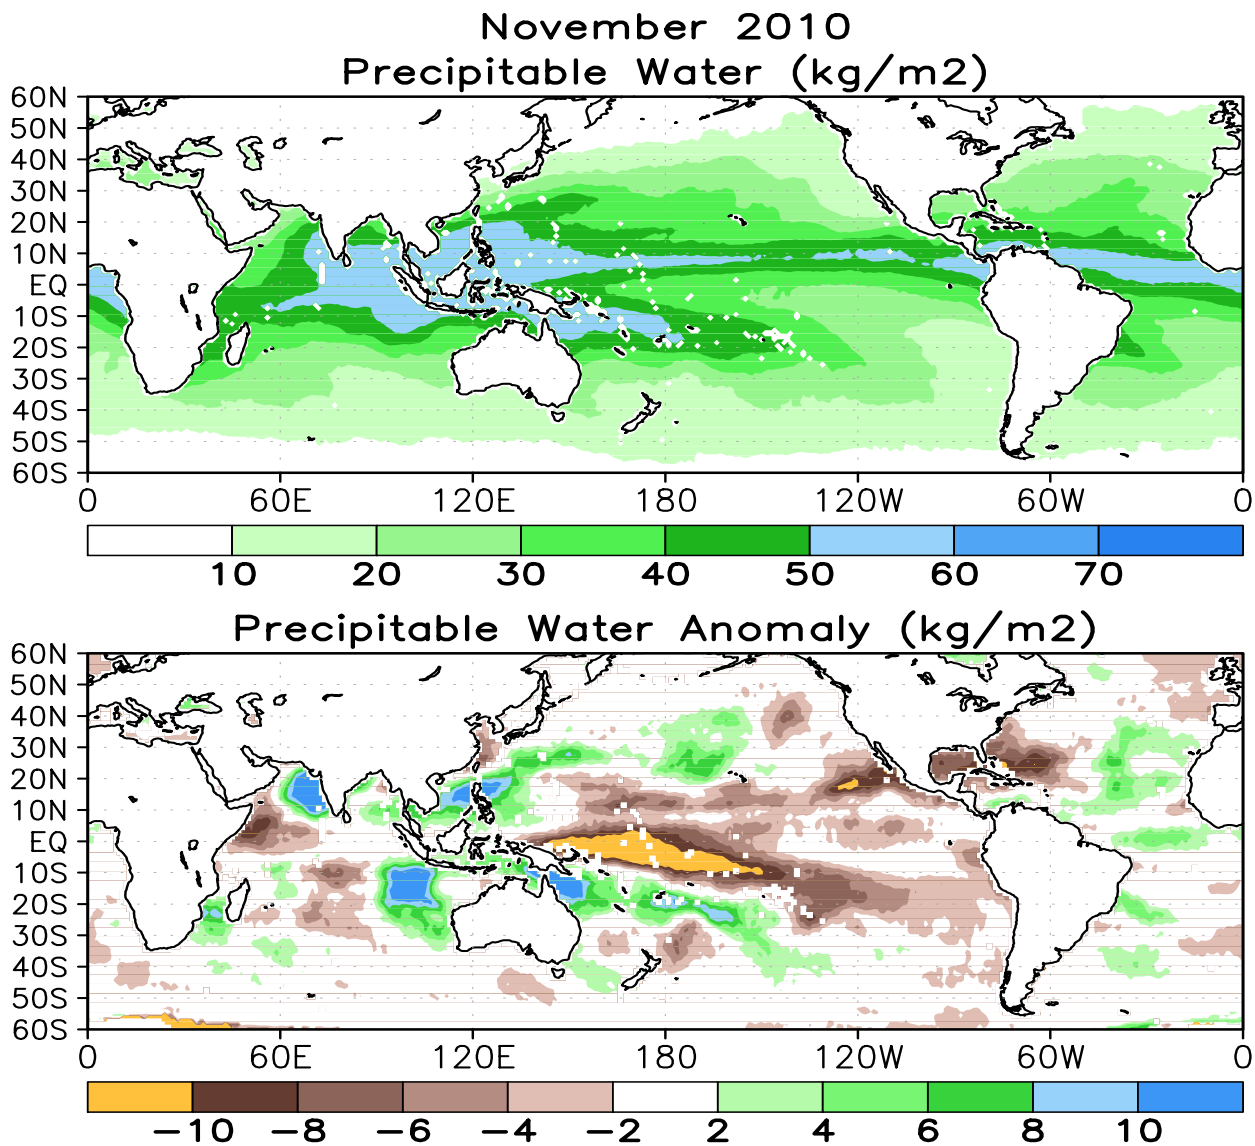 November 2010
Precipitable Water (kg/m2)
60N
50N
40N
30N
20N
10N
EQ
10S
20S
30S
40S
50S
60S
0 60E 120E 180 120W 60W 0
10 20 30 40 50 60 70
Precipitable Water Anomaly (kg/m2)
60N
50N
40N
30N
20N
10N
EQ
10S
20S
30S
40S
50S
60S
0 60E 120E 180 120W 60W 0
-10 -8 -6 -4 -2 2 4 6 8 10